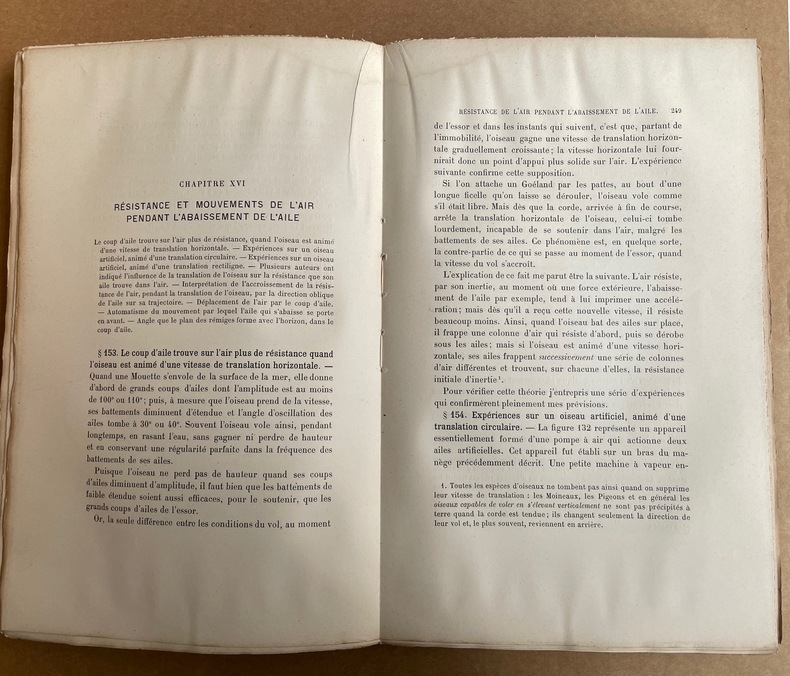 CHAPITRE XVI
RÉSISTANCE ET MOUVEMENTS DE L'AIR
PENDANT L'ABAISSEMENT DE L'AILE
Le coup d'aile trouve sur l'air plus de résistance, quand l'oiseau est animé
d'une vitesse de translation horizontale. — Expériences sur un oiseau
artificiel, animé d'une translation circulaire. — Expériences sur un oiseau
artificiel, animé d'une translation rectiligne. — Plusieurs auteurs ont
indiqué l'influence de la translation de l'oiseau sur la résistance que son
aile trouve dans l'air. — Interprétation de l'accroissement de la résis-
tance de l'air, pendant la translation de l'oiseau, par la direction oblique
de l'aile sur sa trajectoire. — Déplacement de l'air par le coup d'aile.
— Automatisme du mouvement par lequel l'aile qui s'abaisse se porte
en avant. — Angle que le plan des rémiges forme avec l'horizon, dans le
coup d'aile.
§ 153. Le coup d'aile trouve sur l'air plus de résistance quand
l'oiseau est animé d'une vitesse de translation horizontale. —
Quand une Mouette s'envole de la surface de la mer, elle donne
d'abord de grands coups d'ailes dont l'amplitude est au moins
de 100° ou 110°; puis, à mesure que l'oiseau prend de la vitesse,
ses battements diminuent d'étendue et l'angle d'oscillation des
ailes tombe à 30° ou 40°. Souvent l'oiseau vole ainsi, pendant
longtemps, en rasant l'eau, sans gagner ni perdre de hauteur
et en conservant une régularité parfaite dans la fréquence des
battements de ses ailes.
Puisque l'oiseau ne perd pas de hauteur quand ses coups
d'ailes diminuent d'amplitude, il faut bien que les battements de
faible étendue soient aussi efficaces, pour le soutenir, que les
grands coups d'ailes de l'essor.
Or, la seule différence entre les conditions du vol, au moment
RÉSISTANCE DE L'AIR PENDANT L'ABAISSEMENT DE L'AILE. 249
de l'essor et dans les instants qui suivent, c'est que, partant de
l'immobilité, l'oiseau gagne une vitesse de translation horizon-
tale graduellement croissante; la vitesse horizontale lui four-
nirait donc un point d'appui plus solide sur l'air. L'expérience
suivante confirme cette supposition.
Si l'on attache un Goéland par les pattes, au bout d'une
longue ficelle qu'on laisse se dérouler, l'oiseau vole comme
s'il était libre. Mais dès que la corde, arrivée à fin de course,
arrête la translation horizontale de l'oiseau, celui-ci tombe
lourdement, incapable de se soutenir dans l'air, malgré les
battements de ses ailes. Ce phénomène est, en quelque sorte,
la contre-partie de ce qui se passe au moment de l'essor, quand
la vitesse du vol s'accroît.
L'explication de ce fait me paraît être la suivante. L'air résiste,
par son inertie, au moment où une force extérieure, l'abaisse-
ment de l'aile par exemple, tend à lui imprimer une accélé-
ration; mais dès qu'il a reçu cette nouvelle vitesse, il résiste
beaucoup moins. Ainsi, quand l'oiseau bat des ailes sur place,
il frappe une colonne d'air qui résiste d'abord, puis se dérobe
sous les ailes; mais si l'oiseau est animé d'une vitesse hori-
zontale, ses ailes frappent successivement une série de colonnes
d'air différentes et trouvent, sur chacune d'elles, la résistance
initiale d'inertie¹.
Pour vérifier cette théorie j'entrepris une série d'expériences
qui confirmèrent pleinement mes prévisions.
§ 154. Expériences sur un oiseau artificiel, animé d'une
translation circulaire. — La figure 132 représente un appareil
essentiellement formé d'une pompe à air qui actionne deux
ailes artificielles. Cet appareil fut établi sur un bras du ma-
nège précédemment décrit. Une petite machine à vapeur en-
1. Toutes les espèces d'oiseaux ne tombent pas ainsi quand on supprime
leur vitesse de translation : les Moineaux, les Pigeons et en général les
oiseaux capables de voler en s'élevant verticalement ne sont pas précipités à
terre quand la corde est tendue; ils changent seulement la direction de
leur vol et, le plus souvent, reviennent en arrière.